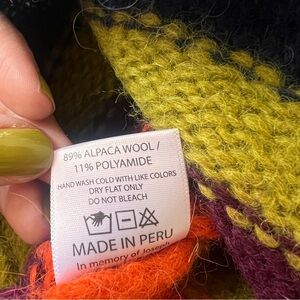 89% ALPACA WOOL /
11% POLYAMIDE
HAND WASH COLD WITH LIKE COLORS
DRY FLAT ONLY
DO NOT BLEACH
MADE IN PERU
In memory of Joseph